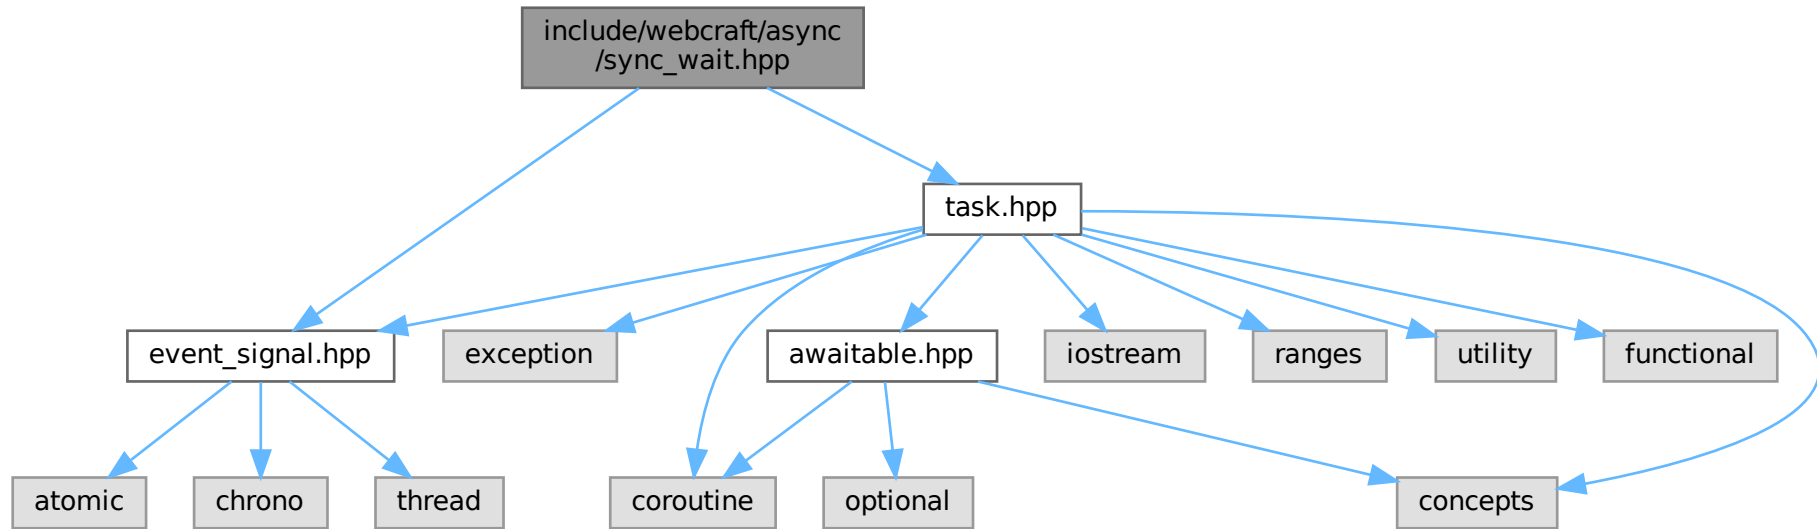 include/webcraft/async
/sync_wait.hpp
task.hpp
event_signal.hpp
exception
awaitable.hpp
iostream
ranges
utility
functional
atomic
chrono
thread
coroutine
optional
concepts